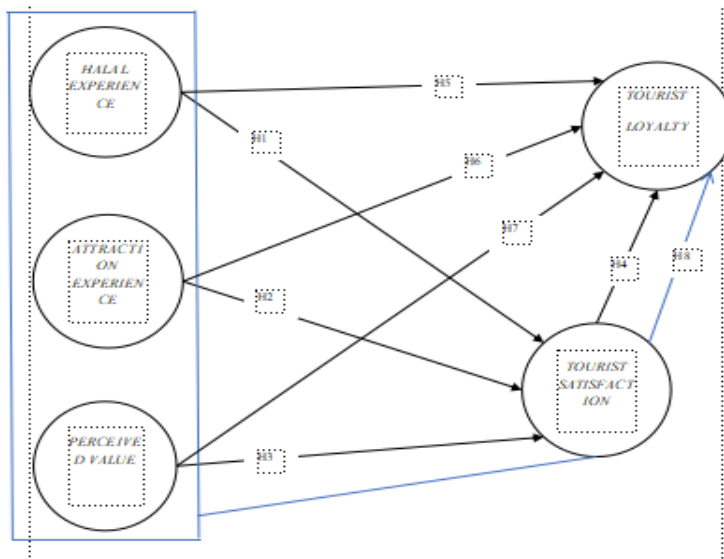 HALAL
EXPERIEN
CE
H5
TOURIST
LOYALTY
H1
H6
H7
ATTRACTI
ON
EXPERIEN
CE
H2
H4
H8
TOURIST
SATISFACT
ION
PERCEIVE
D VALUE
H3